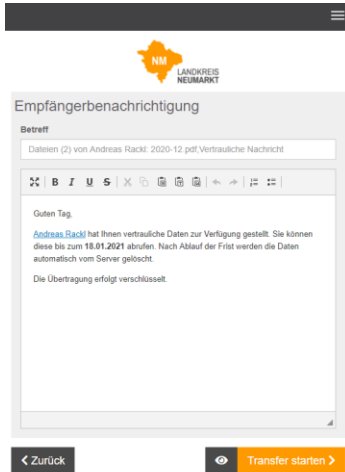 NM
LANDKREIS
NEUMARKT
Empfängerbenachrichtigung
Betreff
Dateien (2) von Andreas Rackl: 2020-12.pdf,Vertrauliche Nachricht
B I U S
Guten Tag,
Andreas Rackl hat Ihnen vertrauliche Daten zur Verfügung gestellt. Sie können
diese bis zum 18.01.2021 abrufen. Nach Ablauf der Frist werden die Daten
automatisch vom Server gelöscht.
Die Übertragung erfolgt verschlüsselt.
Zurück
Transfer starten